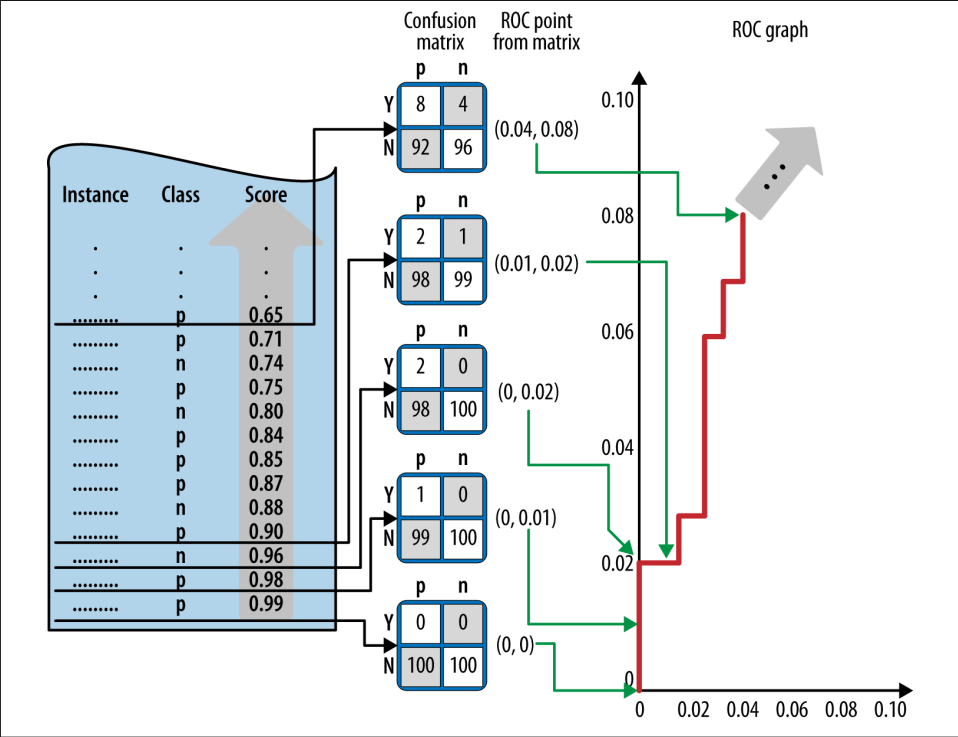 Confusion matrix
ROC point from matrix
ROC graph
p n
Y 8 4
N 92 96
(0.04, 0.08)
p n
Y 2 1
N 98 99
(0.01, 0.02)
p n
Y 2 0
N 98 100
(0, 0.02)
p n
Y 1 0
N 99 100
(0, 0.01)
Y 0 0
N 100 100
(0, 0)
Instance Class Score
. . .
. . .
. . .
......... p 0.65
......... p 0.71
......... n 0.74
......... p 0.75
......... n 0.80
......... p 0.84
......... p 0.85
......... p 0.87
......... n 0.88
......... p 0.90
......... n 0.96
......... p 0.98
......... p 0.99
0.10
0.08
0.06
0.04
0.02
0
0 0.02 0.04 0.06 0.08 0.10
...